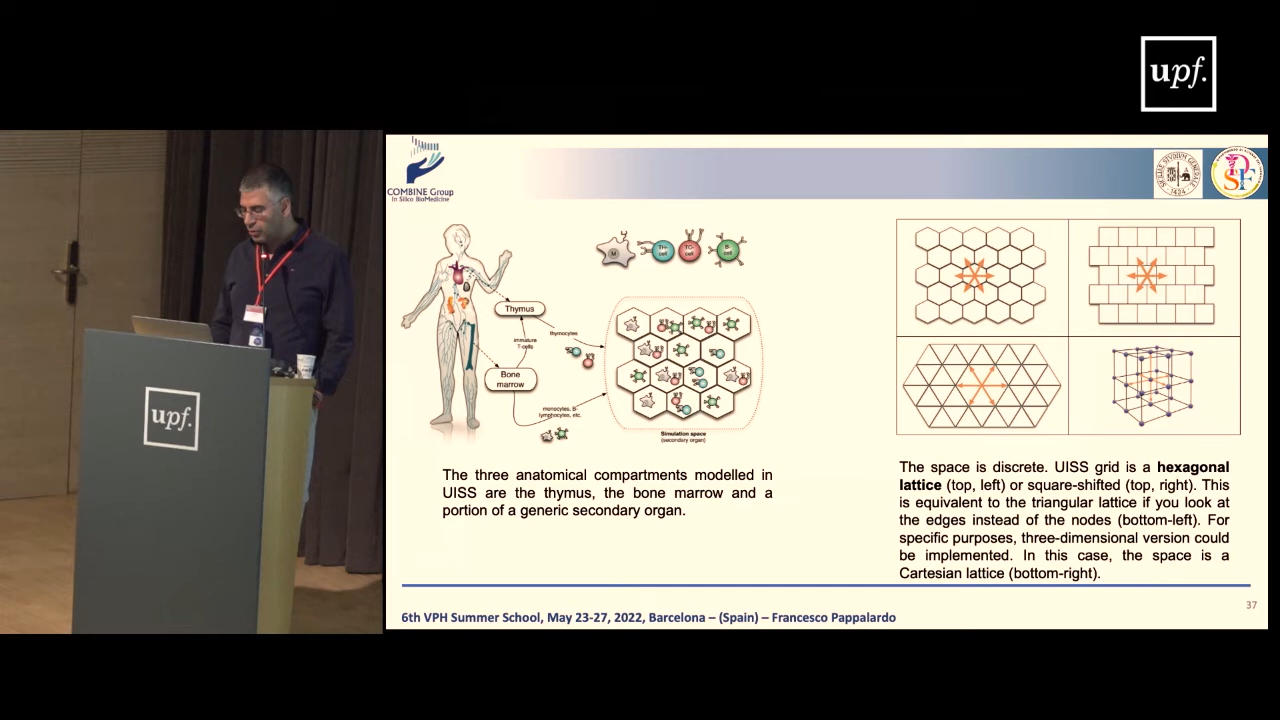 upf.
upf.
COMBINE Group
In Silico BioMedicine
M
TH-
cell
TC-
cell
B-
cell
Thymus
thymocytes
immature
T-cells
Bone
marrow
monocytes, B-
lymphocytes, etc.
Simulation space
(secondary organ)
The three anatomical compartments modelled in
UISS are the thymus, the bone marrow and a
portion of a generic secondary organ.
The space is discrete. UISS grid is a hexagonal
lattice (top, left) or square-shifted (top, right). This
is equivalent to the triangular lattice if you look at
the edges instead of the nodes (bottom-left). For
specific purposes, three-dimensional version could
be implemented. In this case, the space is a
Cartesian lattice (bottom-right).
37
6th VPH Summer School, May 23-27, 2022, Barcelona – (Spain) – Francesco Pappalardo